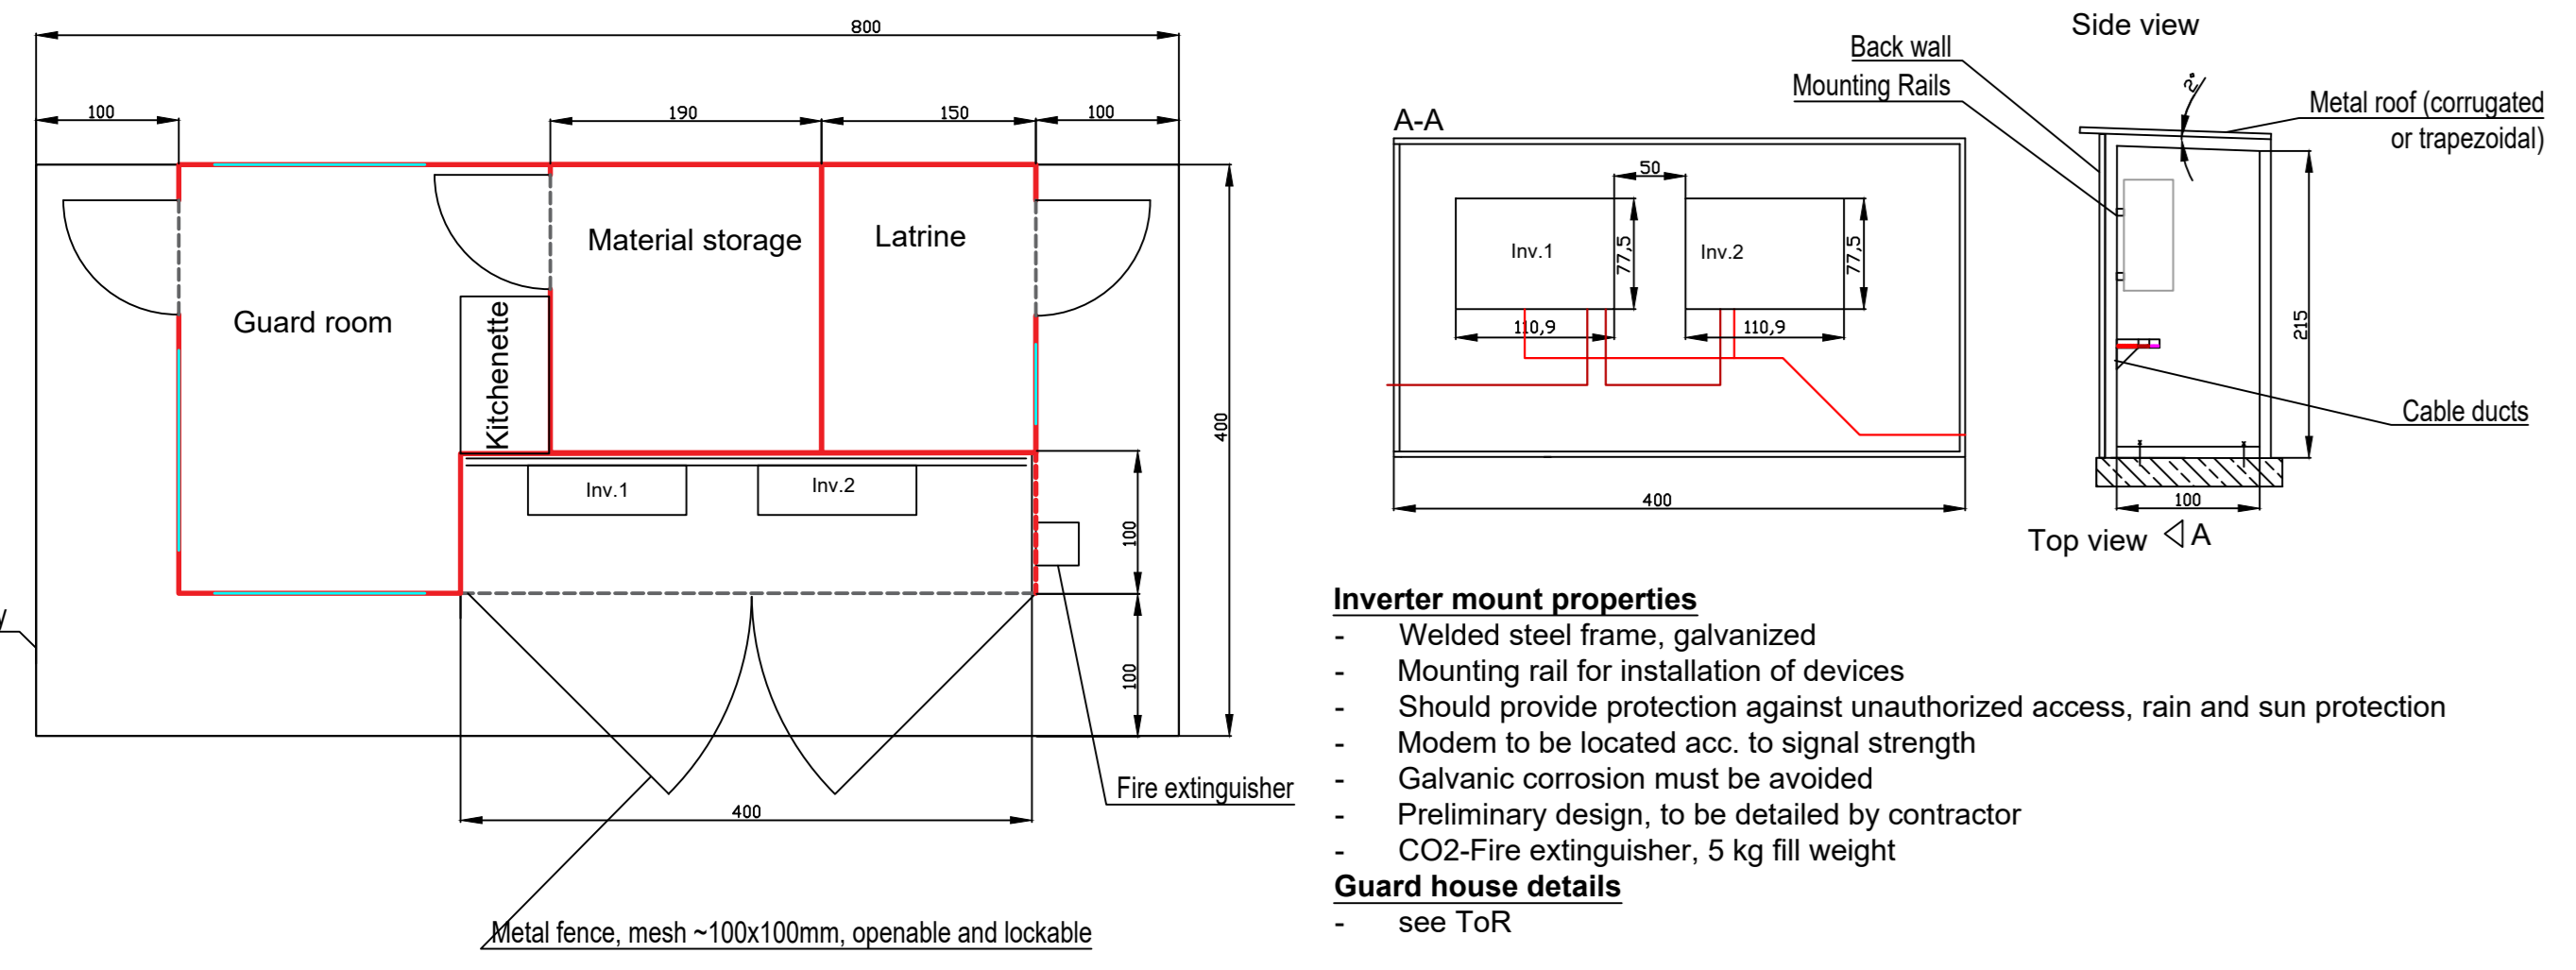 800
100
190
150
100
Material storage
Latrine
Guard room
Kitchenette
400
Inv.1
Inv.2
100
100
y
400
Fire extinguisher
Metal fence, mesh ~100x100mm, openable and lockable
A-A
50
Inv.1
77,5
Inv.2
77,5
110,9
110,9
400
Side view
Back wall
Mounting Rails
2°
Metal roof (corrugated
or trapezoidal)
215
Cable ducts
100
Top view A
Inverter mount properties
- Welded steel frame, galvanized
- Mounting rail for installation of devices
- Should provide protection against unauthorized access, rain and sun protection
- Modem to be located acc. to signal strength
- Galvanic corrosion must be avoided
- Preliminary design, to be detailed by contractor
- CO2-Fire extinguisher, 5 kg fill weight
Guard house details
- see ToR